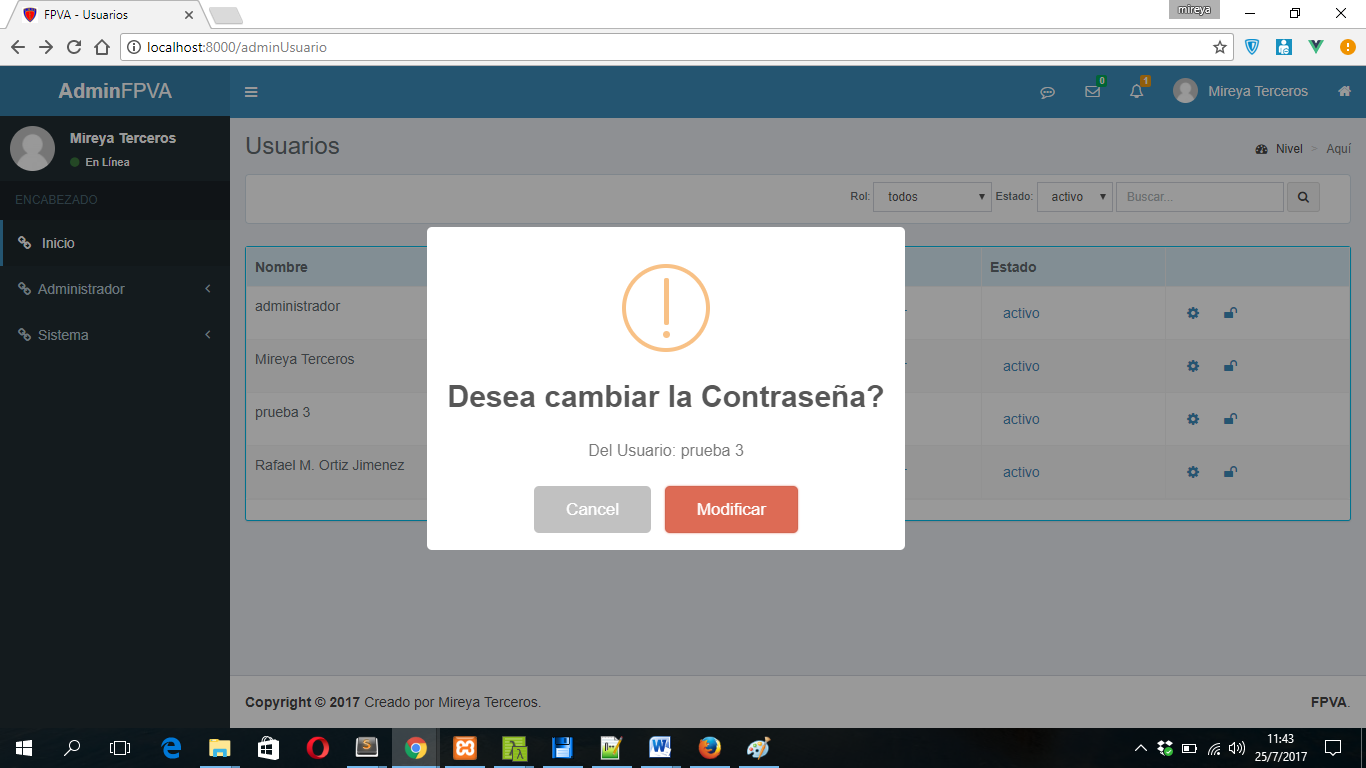 FPVA - Usuarios
mireya
localhost:8000/adminUsuario
AdminFPVA
0
1
Mireya Terceros
Mireya Terceros
En Línea
ENCABEZADO
Inicio
Administrador
Sistema
Usuarios
Nivel > Aquí
Rol: todos Estado: activo Buscar...
Nombre Estado
administrador activo
Mireya Terceros activo
prueba 3 activo
Rafael M. Ortiz Jimenez activo
Desea cambiar la Contraseña?
Del Usuario: prueba 3
Cancel Modificar
Copyright © 2017 Creado por Mireya Terceros. FPVA.
11:43
25/7/2017